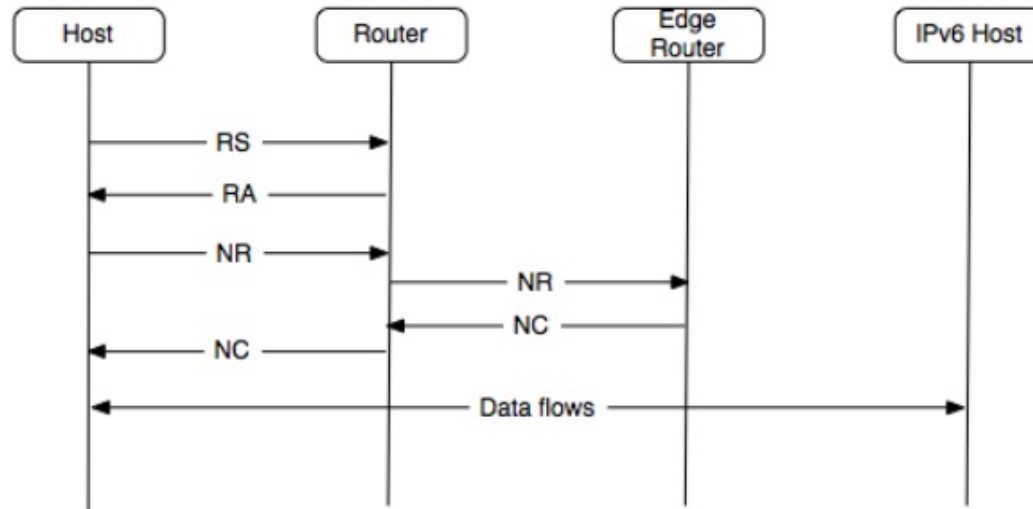 Host
Router
Edge
Router
IPv6 Host
RS
RA
NR
NR
NC
NC
Data flows